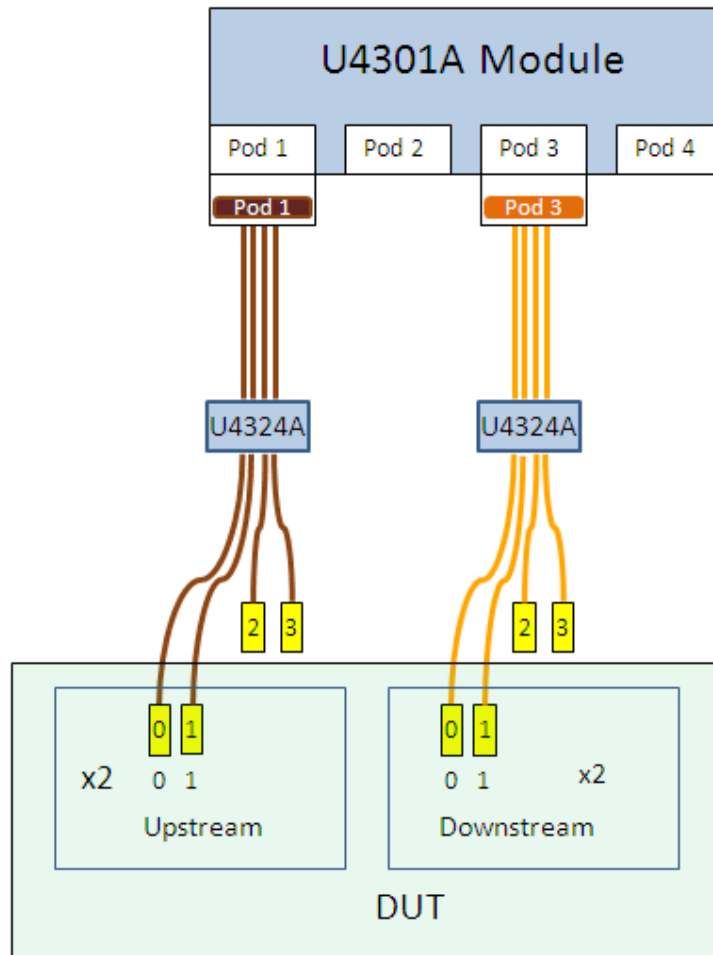 U4301A Module
Pod 1 Pod 2 Pod 3 Pod 4
Pod 1 Pod 3
U4324A U4324A
2 3 2 3
0 1 0 1
x2 0 1 0 1 x2
Upstream Downstream
DUT